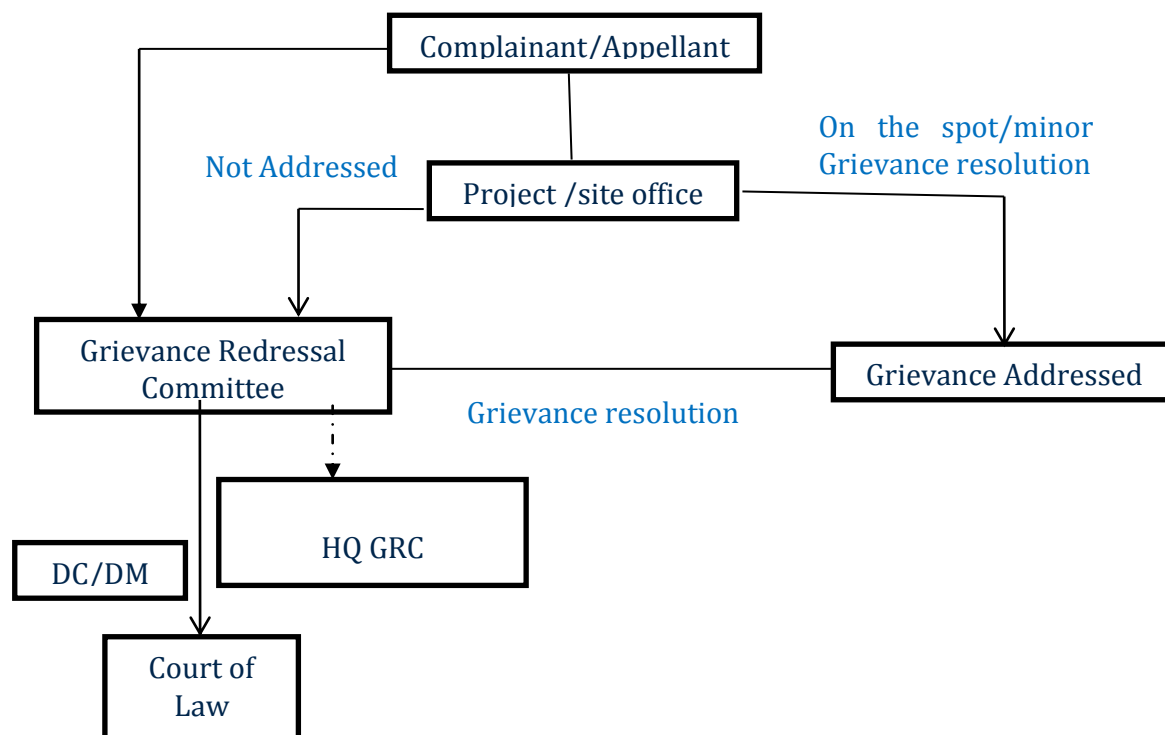 Complainant/Appellant
On the spot/minor
Grievance resolution
Not Addressed
Project /site office
Grievance Redressal
Committee
Grievance Addressed
Grievance resolution
HQ GRC
DC/DM
Court of
Law